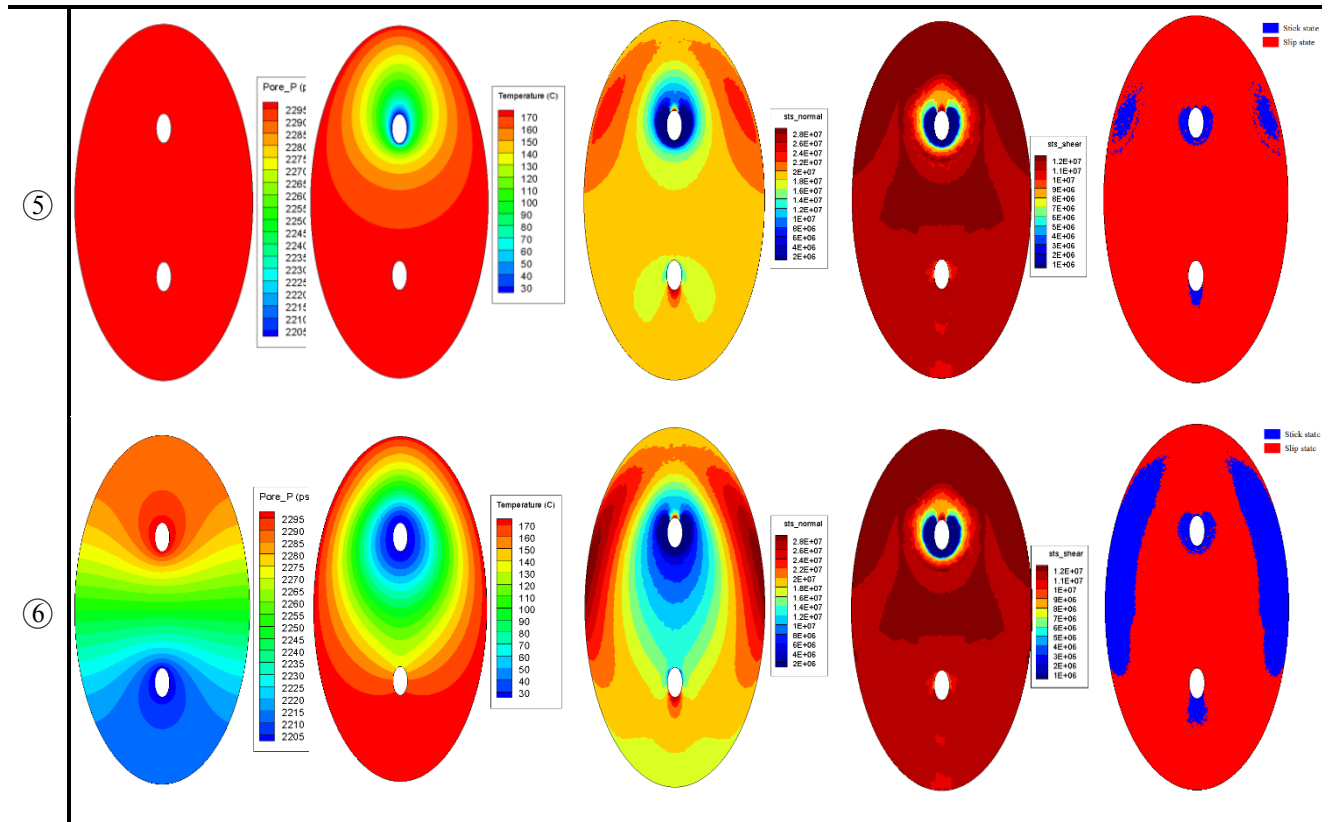 ⑤
Pore_P (p
2295
2290
2285
2280
2275
2270
2265
2260
2255
2250
2245
2240
2235
2230
2225
2220
2215
2210
2205
Temperature (C)
170
160
150
140
130
120
110
100
90
80
70
60
50
40
30
sts_normal
2.8E+07
2.6E+07
2.4E+07
2.2E+07
2E+07
1.8E+07
1.6E+07
1.4E+07
1.2E+07
1E+07
8E+06
6E+06
4E+06
2E+06
sts_shear
1.2E+07
1.1E+07
1E+07
9E+06
8E+06
7E+06
6E+06
5E+06
4E+06
3E+06
2E+06
1E+06
Stick state
Slip state
⑥
Pore_P (ps
2295
2290
2285
2280
2275
2270
2265
2260
2255
2250
2245
2240
2235
2230
2225
2220
2215
2210
2205
Temperature (C)
170
160
150
140
130
120
110
100
90
80
70
60
50
40
30
sts_normal
2.8E+07
2.6E+07
2.4E+07
2.2E+07
2E+07
1.8E+07
1.6E+07
1.4E+07
1.2E+07
1E+07
8E+06
6E+06
4E+06
2E+06
sts_shear
1.2E+07
1.1E+07
1E+07
9E+06
8E+06
7E+06
6E+06
5E+06
4E+06
3E+06
2E+06
1E+06
Stick state
Slip state